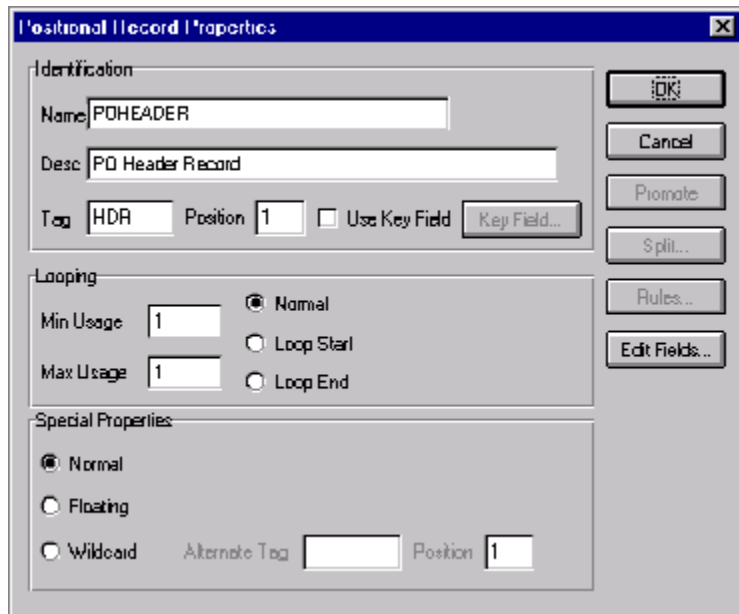 Positional Record Properties
Identification
Name POHEADER
Desc PO Header Record
Tag HDR Position 1 Use Key Field Key Field...
OK
Cancel
Promote
Split...
Rules...
Edit Fields...
Looping
Min Usage 1
Max Usage 1
Normal
Loop Start
Loop End
Special Properties
Normal
Floating
Wildcard Alternate Tag Position 1